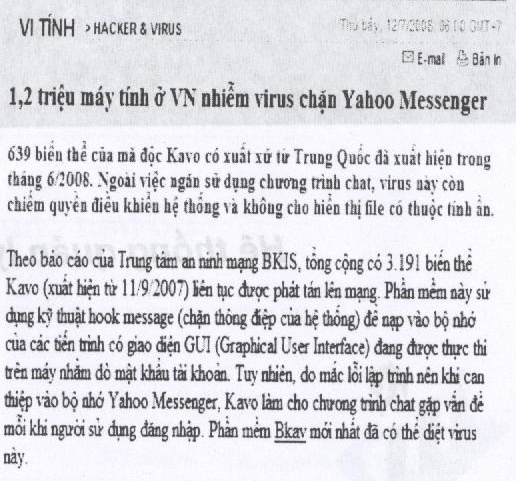 VI TÍNH > HACKER & VIRUS
Thứ bảy, 12/7/2008, 08:10 GMT+7
E-mail Bản In
1,2 triệu máy tính ở VN nhiễm virus chặn Yahoo Messenger
639 biến thể của mã độc Kavo có xuất xứ từ Trung Quốc đã xuất hiện trong
tháng 6/2008. Ngoài việc ngăn sử dụng chương trình chat, virus này còn
chiếm quyền điều khiển hệ thống và không cho hiển thị file có thuộc tính ẩn.
Theo báo cáo của Trung tâm an ninh mạng BKIS, tổng cộng có 3.191 biến thể
Kavo (xuất hiện từ 11/9/2007) liên tục được phát tán lên mạng. Phần mềm này sử
dụng kỹ thuật hook message (chặn thông điệp của hệ thống) để nạp vào bộ nhớ
của các tiến trình có giao diện GUI (Graphical User Interface) đang được thực thi
trên máy nhằm dò mật khẩu tài khoản. Tuy nhiên, do mắc lỗi lập trình nên khi can
thiệp vào bộ nhớ Yahoo Messenger, Kavo làm cho chương trình chat gặp vấn đề
mỗi khi người sử dụng đăng nhập. Phần mềm Bkav mới nhất đã có thể diệt virus
này.